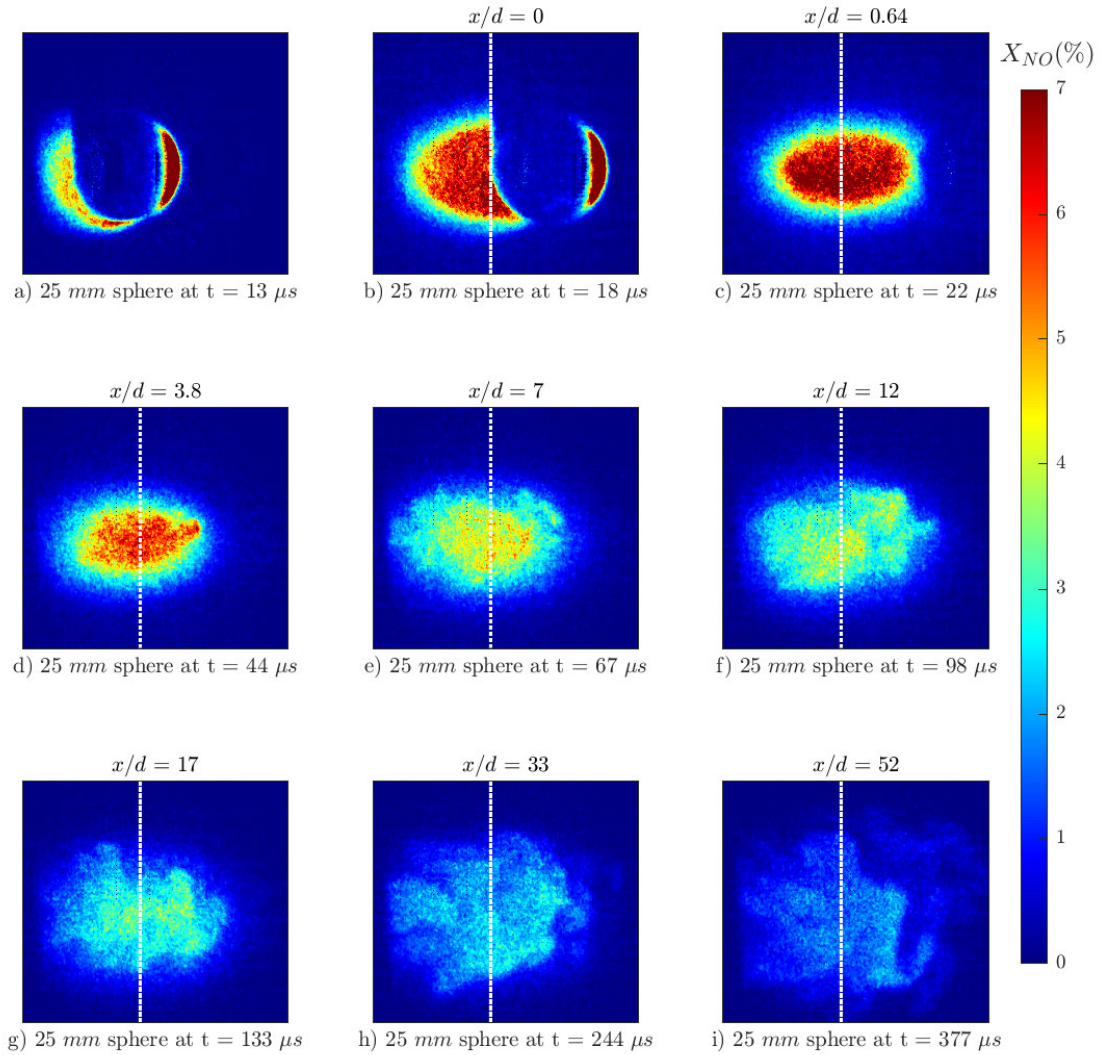 x/d = 0
x/d = 0.64
X_{NO}(%)
a) 25 mm sphere at t = 13 μs
b) 25 mm sphere at t = 18 μs
c) 25 mm sphere at t = 22 μs
x/d = 3.8
x/d = 7
x/d = 12
d) 25 mm sphere at t = 44 μs
e) 25 mm sphere at t = 67 μs
f) 25 mm sphere at t = 98 μs
x/d = 17
x/d = 33
x/d = 52
g) 25 mm sphere at t = 133 μs
h) 25 mm sphere at t = 244 μs
i) 25 mm sphere at t = 377 μs
7
6
5
4
3
2
1
0